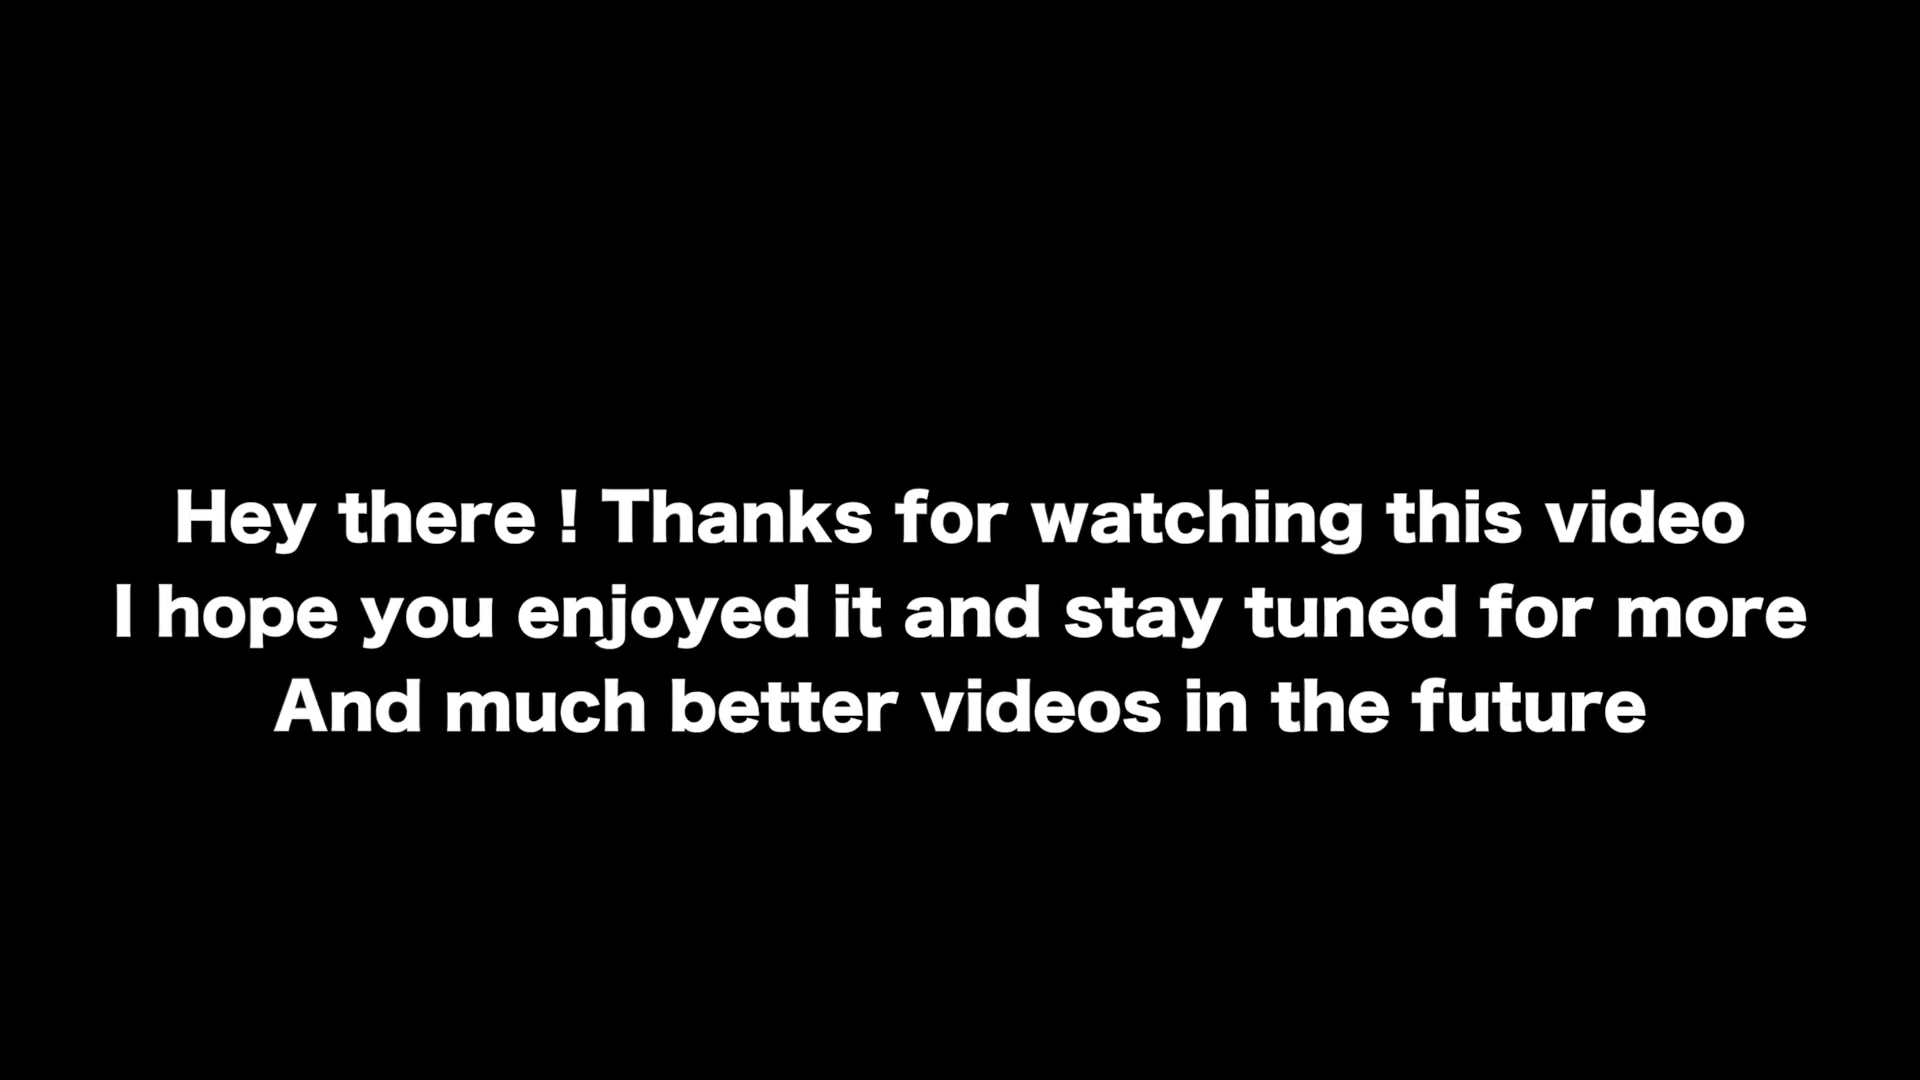 Hey there ! Thanks for watching this video
I hope you enjoyed it and stay tuned for more
And much better videos in the future